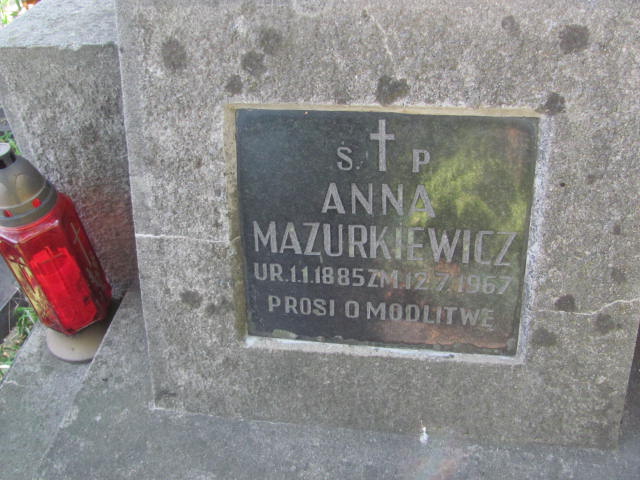 Ś. P
ANNA
MAZURKIEWICZ
UR.1.1.1885 ZM.12.7.1967
PROSI O MODLITWĘ